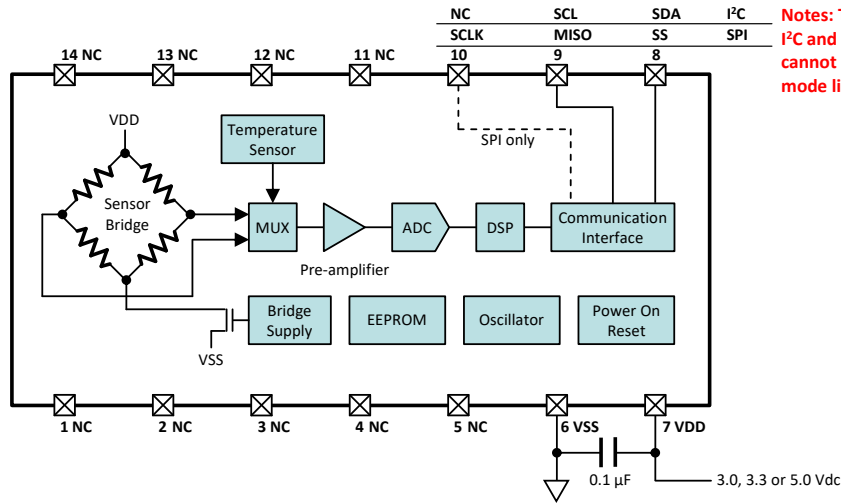 NC SCL SDA I²C
SCLK MISO SS SPI
Notes:
I²C and
cannot
mode
14 NC 13 NC 12 NC 11 NC 10 9 8
VDD
Temperature
Sensor
SPI only
Sensor
Bridge
MUX
ADC
DSP
Communication
Interface
Pre-amplifier
Bridge
Supply
EEPROM
Oscillator
Power On
Reset
VSS
1 NC 2 NC 3 NC 4 NC 5 NC 6 VSS 7 VDD
0.1 µF
3.0, 3.3 or 5.0 Vdc